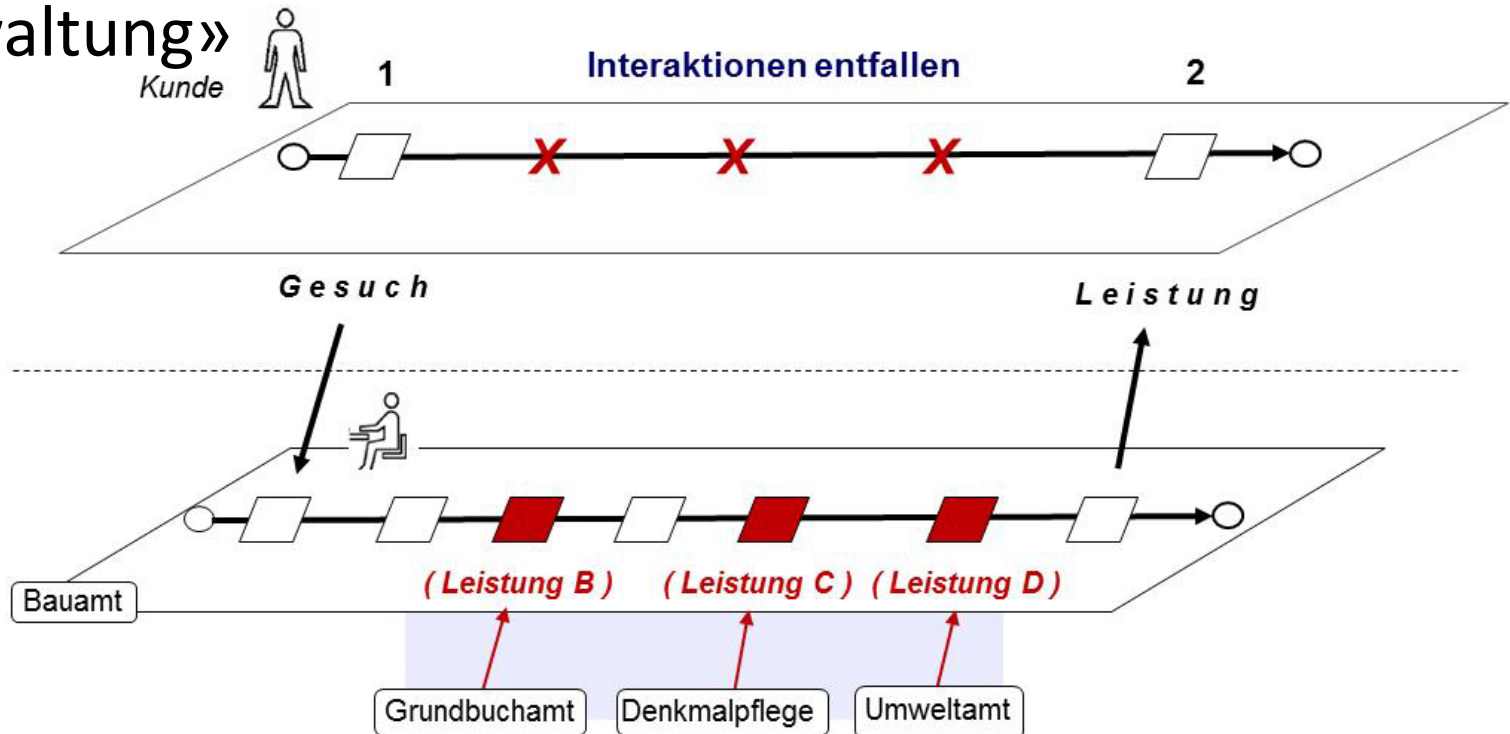 altung»
Kunde
1
Interaktionen entfallen
2
X X X
Gesuch
Leistung
( Leistung B ) ( Leistung C ) ( Leistung D )
Bauamt
Grundbuchamt Denkmalpflege Umweltamt